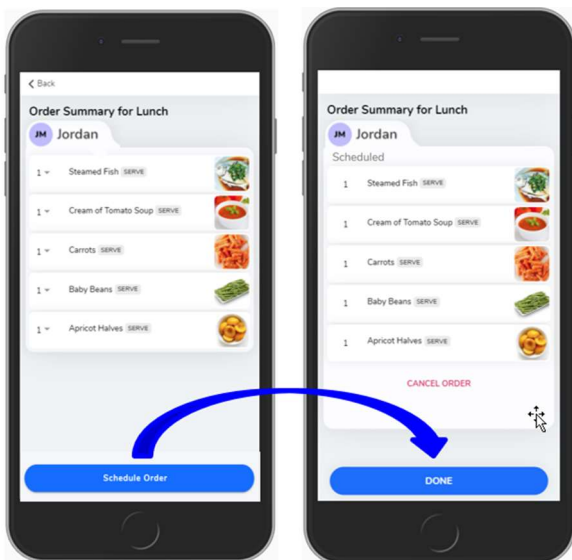 Back
Order Summary for Lunch
JM Jordan
1 Steamed Fish SERVE
1 Cream of Tomato Soup SERVE
1 Carrots SERVE
1 Baby Beans SERVE
1 Apricot Halves SERVE
Schedule Order
Order Summary for Lunch
JM Jordan
Scheduled
1 Steamed Fish SERVE
1 Cream of Tomato Soup SERVE
1 Carrots SERVE
1 Baby Beans SERVE
1 Apricot Halves SERVE
CANCEL ORDER
DONE